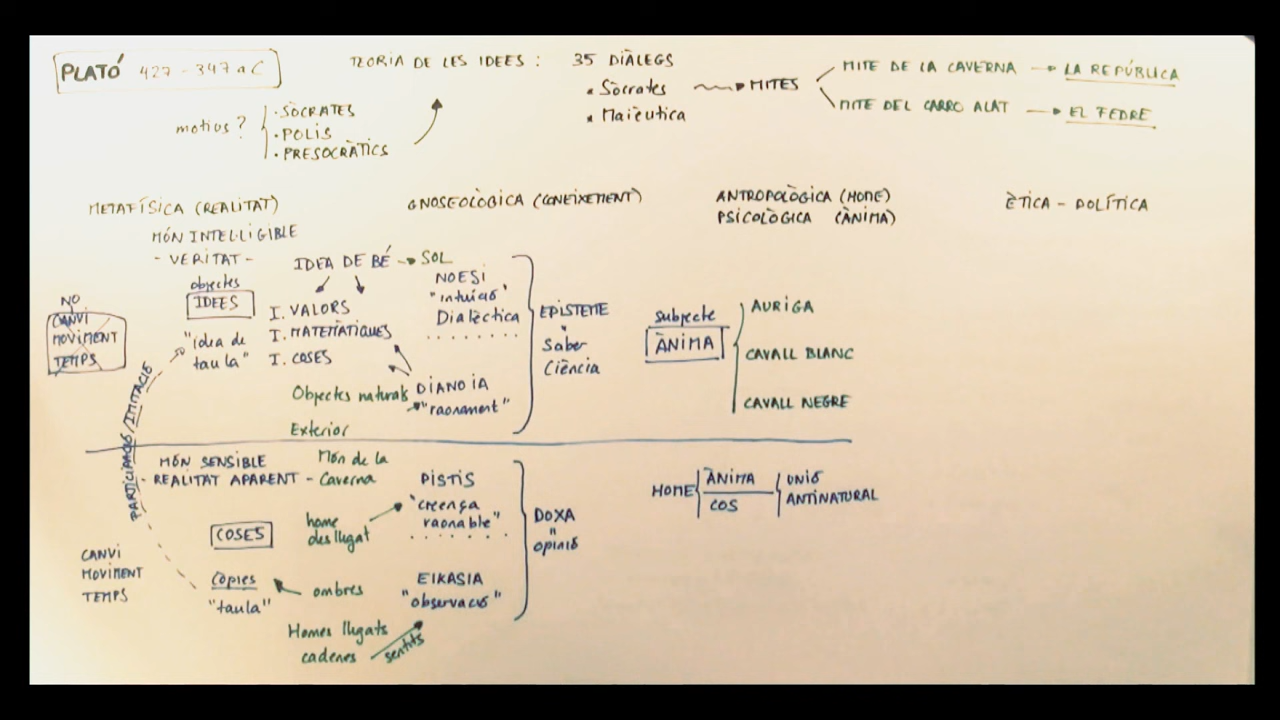 PLATÓ 427 - 347 a C
TEORIA DE LES IDEES : 35 DIÀLEGS
• Sòcrates
• Maièutica
MITES
MITE DE LA CAVERNA
LA REPÚBLICA
MITE DEL CARRO ALAT
EL FEDRE
motius?
• SÒCRATES
• POLIS
• PRESOCRÀTICS
METAFÍSICA (REALITAT)
GNOSEOLÒGICA (CONEIXEMENT)
ANTROPOLÒGICA (HOME)
PSICOLÒGICA (ÀNIMA)
ÈTICA - POLÍTICA
MÓN INTEL·LIGIBLE
- VERITAT -
objectes
IDEES
"idea de
taula"
NO
CANVI
MOVIMENT
TEMPS
PARTICIPACIÓ/IMITACIÓ
IDEA DE BÉ
SOL
I. VALORS
I. MATEMÀTIQUES
I. COSES
Objectes naturals
Exterior
NOESI
"intuïció"
Dialèctica
. . . . . . . .
DIANOIA
"raonament"
EPISTEME
Saber
Ciència
subjecte
ÀNIMA
AURIGA
CAVALL BLANC
CAVALL NEGRE
MÓN SENSIBLE
- REALITAT APARENT -
Món de la
Caverna
COSES
Còpies
"taula"
CANVI
MOVIMENT
TEMPS
home
deslligat
ombres
Homes lligats
cadenes
sentits
PISTIS
"creença
raonable"
. . . . . . . .
EIKASIA
"observació"
DOXA
"
opinió
HOME
ÀNIMA
COS
UNIÓ
ANTINATURAL